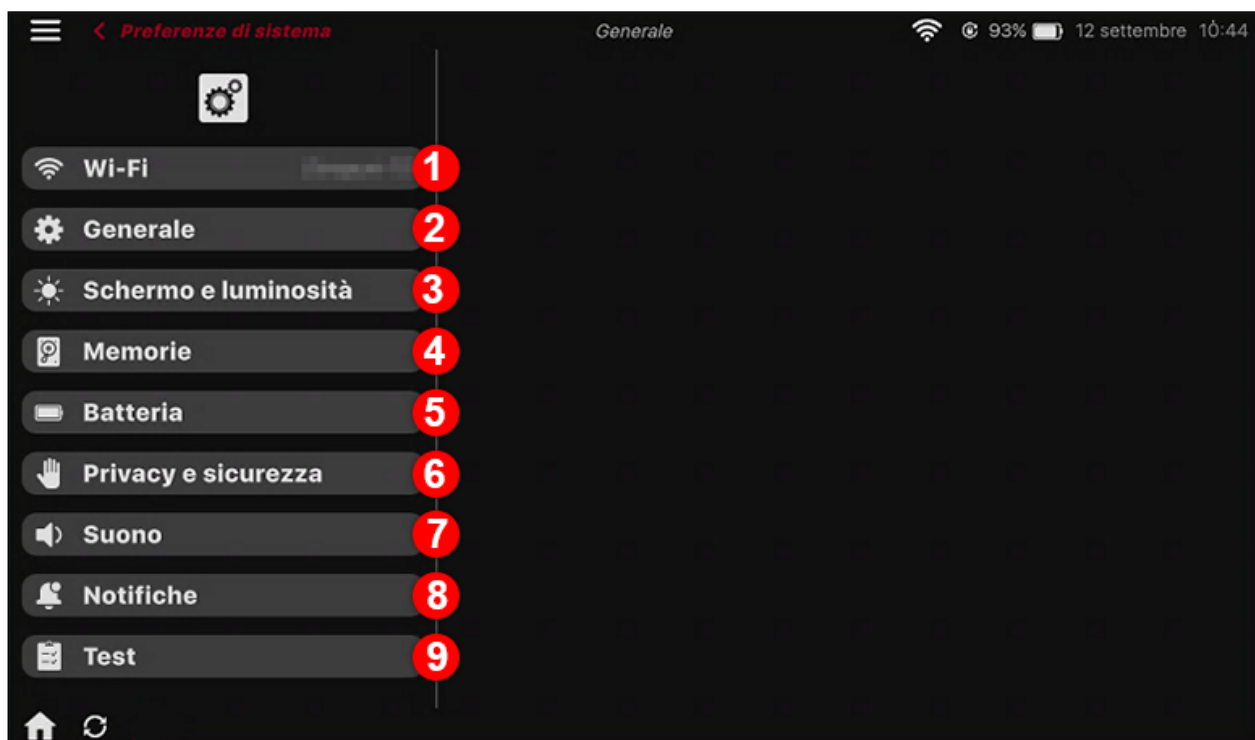 Preferenze di sistema Generale 93% 12 settembre 10:44
Wi-Fi 1
Generale 2
Schermo e luminosità 3
Memorie 4
Batteria 5
Privacy e sicurezza 6
Suono 7
Notifiche 8
Test 9